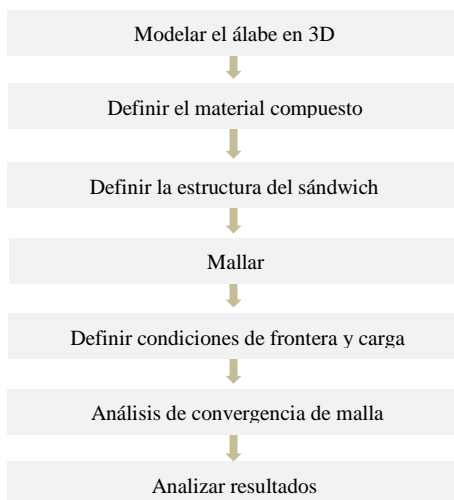 Modelar el álabe en 3D
Definir el material compuesto
Definir la estructura del sándwich
Mallar
Definir condiciones de frontera y carga
Análisis de convergencia de malla
Analizar resultados